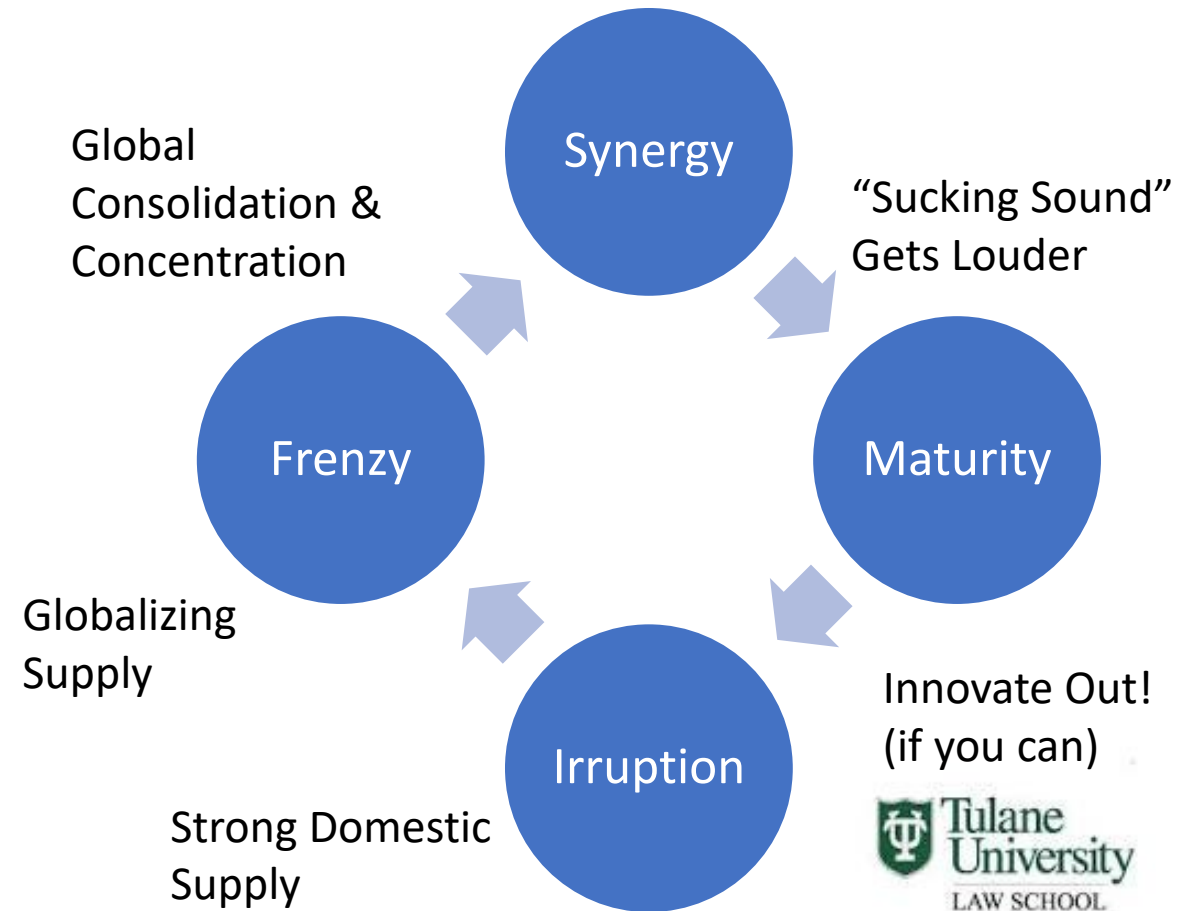 Synergy
Global
Consolidation &
Concentration
“Sucking Sound”
Gets Louder
Frenzy
Maturity
Globalizing
Supply
Innovate Out!
(if you can)
Irruption
Strong Domestic
Supply
Tulane
University
LAW SCHOOL